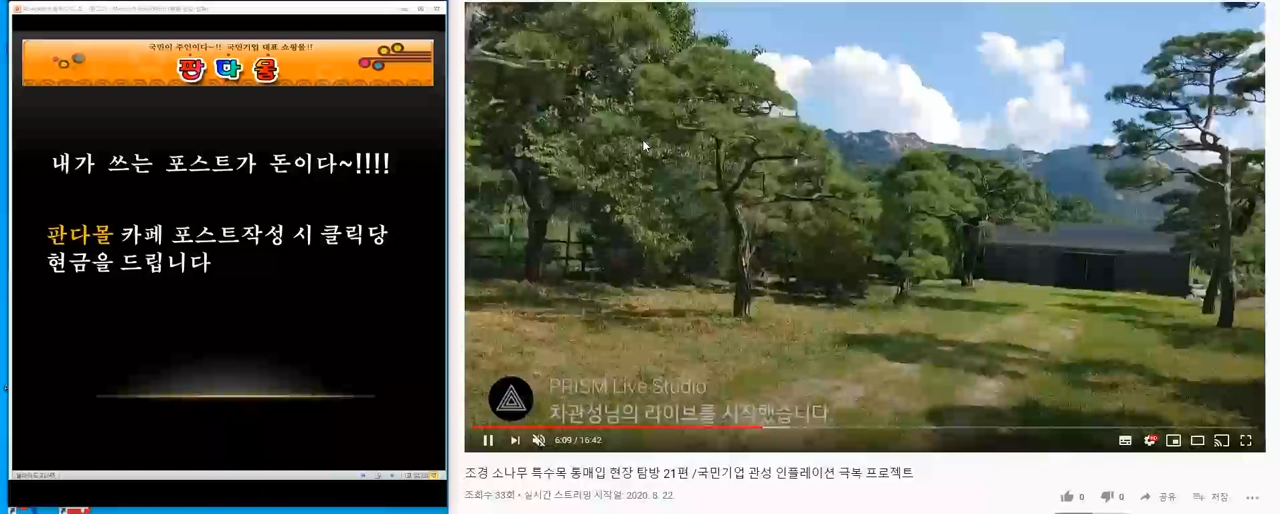 국민이 주인이다~!! 국민기업 대표 쇼핑몰!!
판다몰
내가 쓰는 포스트가 돈이다~!!!!
판다몰 카페 포스트작성 시 클릭당
현금을 드립니다
PRISM Live Studio
차관성님의 라이브를 시작했습니다
6:09 / 16:42
조경 소나무 특수목 통매입 현장 탐방 21편 /국민기업 관성 인플레이션 극복 프로젝트
조회수 33회 • 실시간 스트리밍 시작일: 2020. 8. 22.
0
0
공유
저장